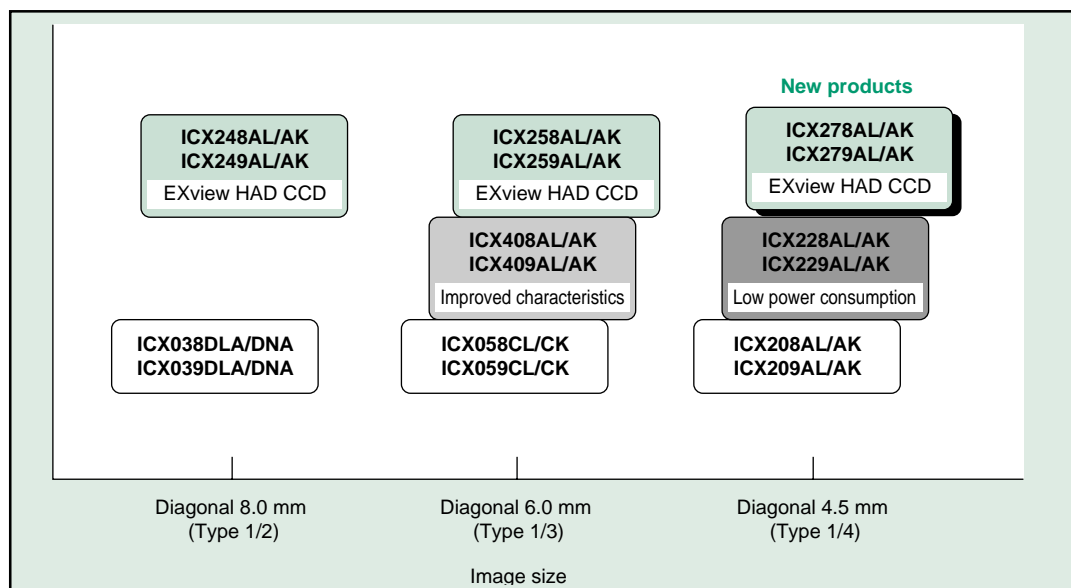 New products
ICX248AL/AK
ICX249AL/AK
EXview HAD CCD
ICX258AL/AK
ICX259AL/AK
EXview HAD CCD
ICX278AL/AK
ICX279AL/AK
EXview HAD CCD
ICX408AL/AK
ICX409AL/AK
Improved characteristics
ICX228AL/AK
ICX229AL/AK
Low power consumption
ICX038DLA/DNA
ICX039DLA/DNA
ICX058CL/CK
ICX059CL/CK
ICX208AL/AK
ICX209AL/AK
Diagonal 8.0 mm
(Type 1/2)
Diagonal 6.0 mm
(Type 1/3)
Diagonal 4.5 mm
(Type 1/4)
Image size